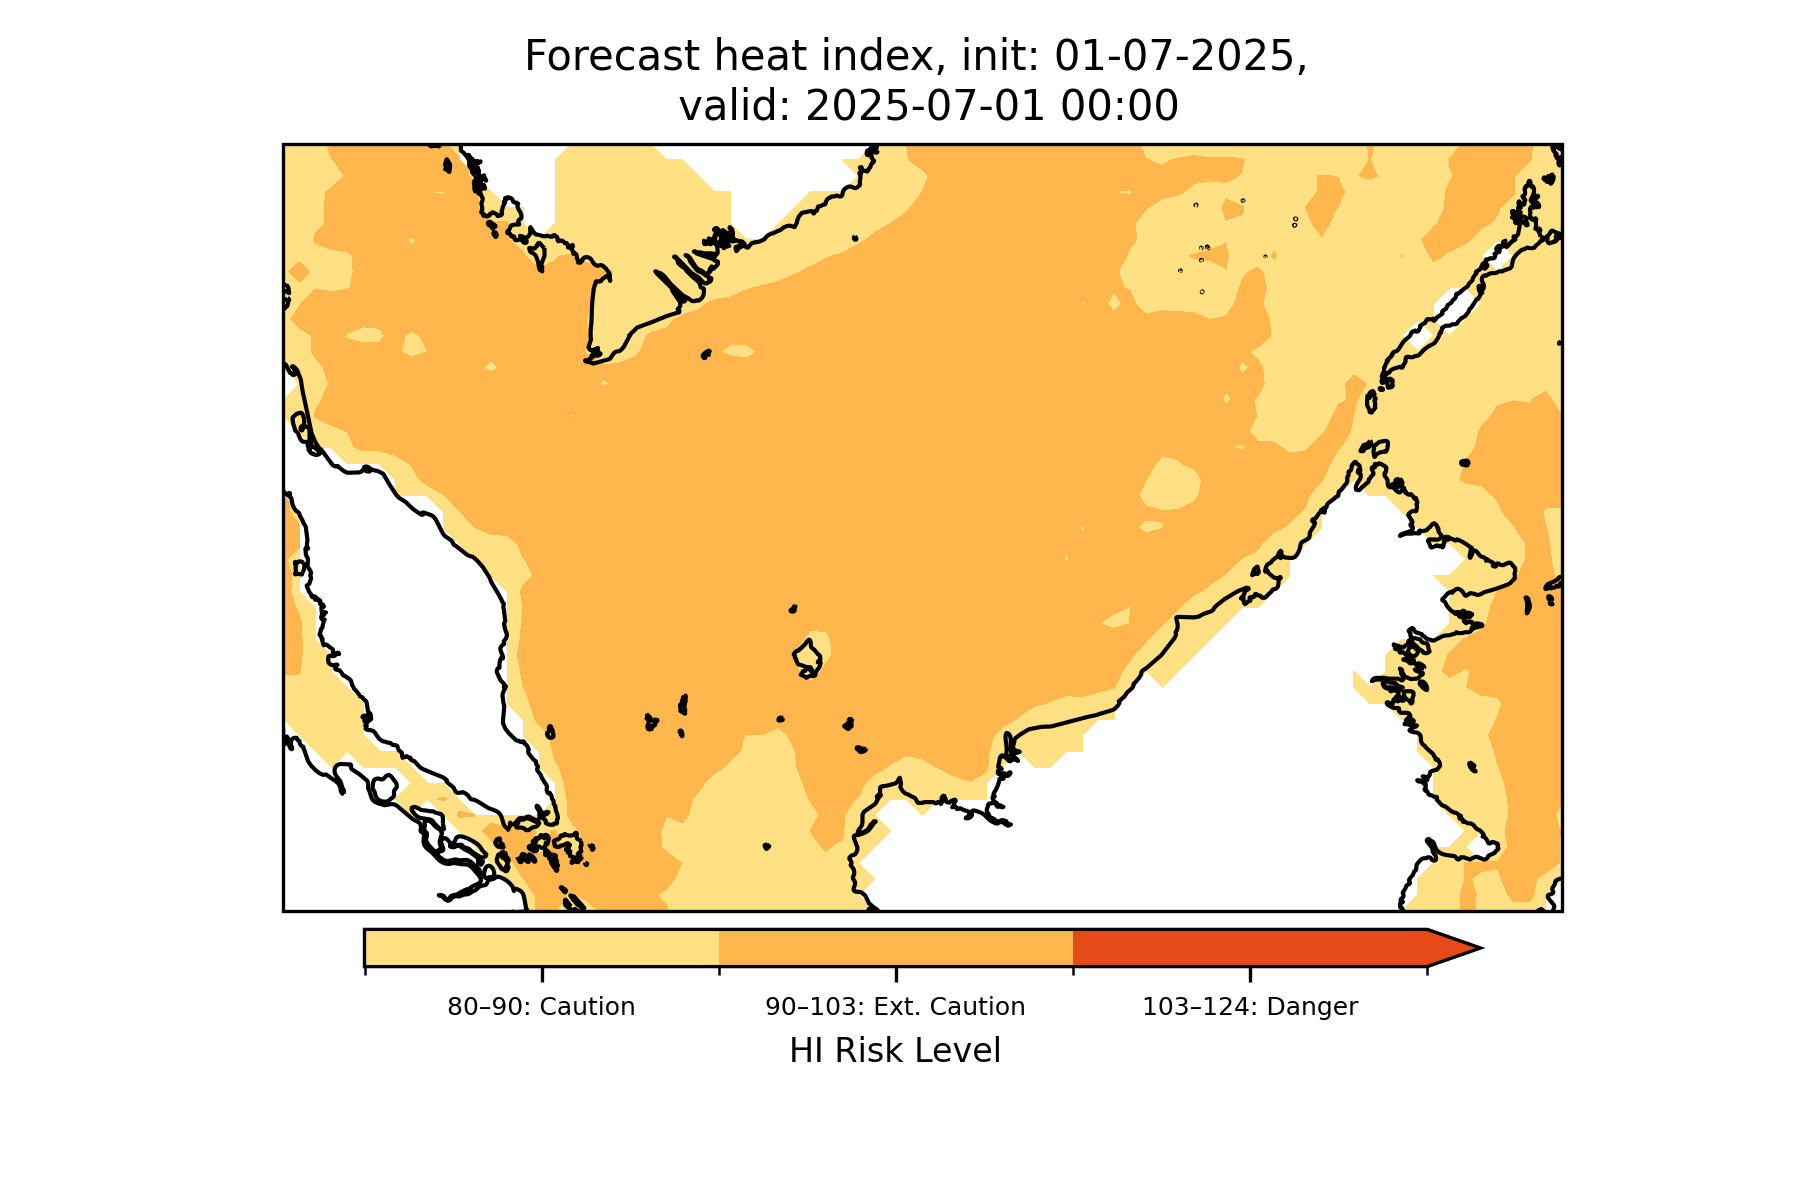 Forecast heat index, init: 01-07-2025,
valid: 2025-07-01 00:00
80–90: Caution
90–103: Ext. Caution
103–124: Danger
HI Risk Level